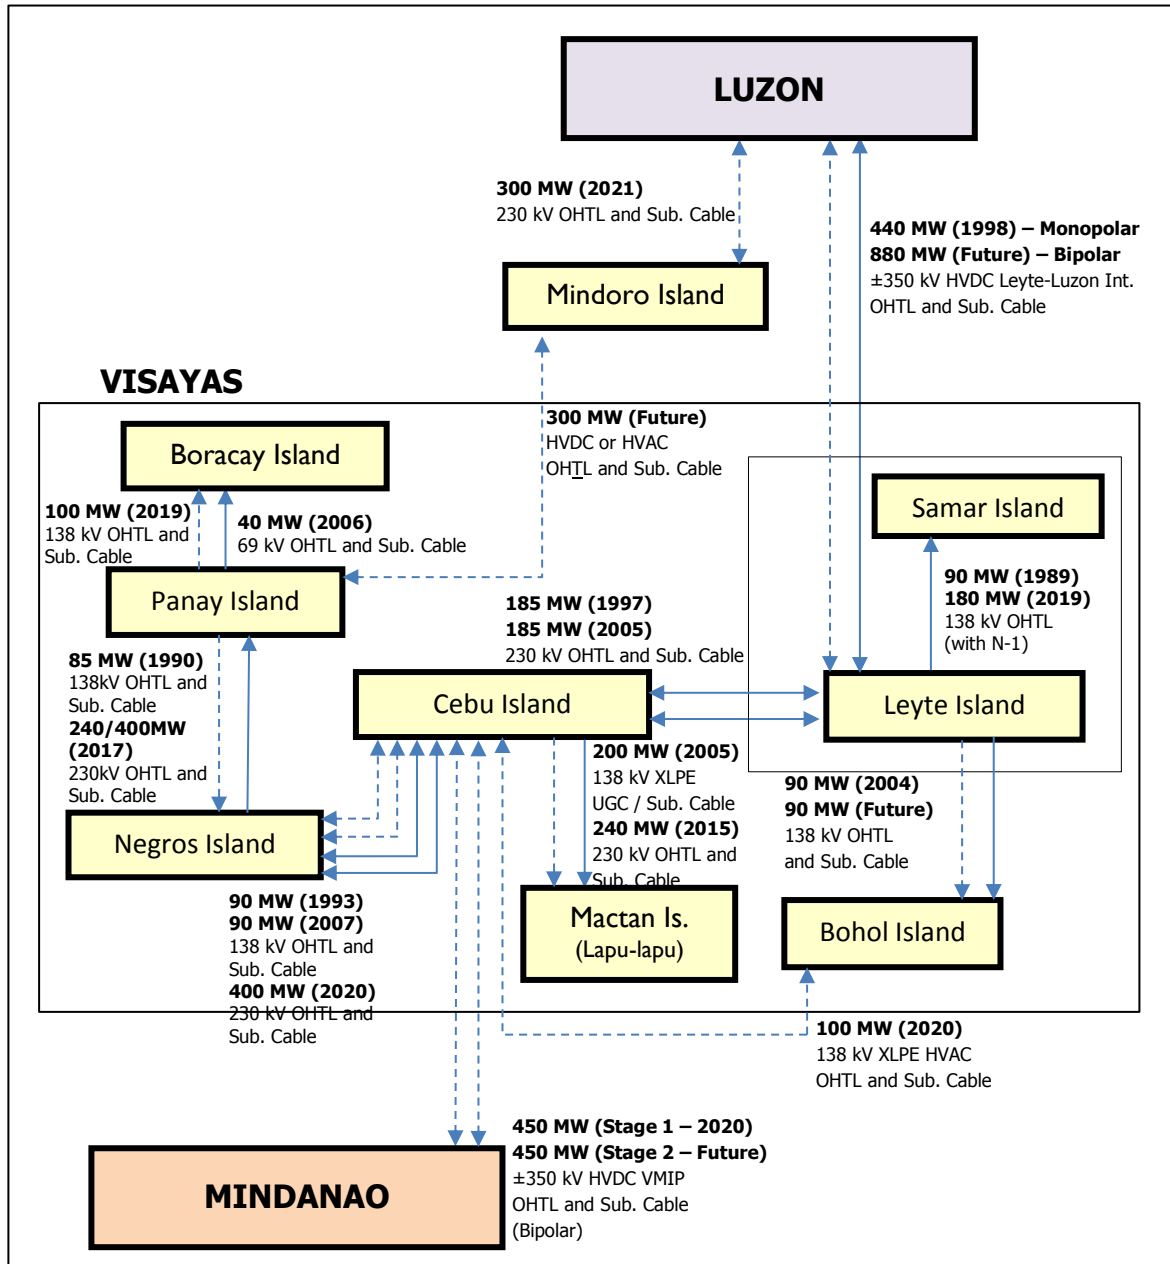 LUZON
300 MW (2021)
230 kV OHTL and Sub. Cable
440 MW (1998) – Monopolar
880 MW (Future) – Bipolar
±350 kV HVDC Leyte-Luzon Int.
OHTL and Sub. Cable
Mindoro Island
VISAYAS
300 MW (Future)
HVDC or HVAC
OHTL and Sub. Cable
Boracay Island
Samar Island
100 MW (2019)
138 kV OHTL and
Sub. Cable
40 MW (2006)
69 kV OHTL and Sub. Cable
Panay Island
90 MW (1989)
180 MW (2019)
138 kV OHTL
(with N-1)
185 MW (1997)
185 MW (2005)
230 kV OHTL and Sub. Cable
85 MW (1990)
138kV OHTL and
Sub. Cable
240/400MW
(2017)
230kV OHTL and
Sub. Cable
Cebu Island
Leyte Island
200 MW (2005)
138 kV XLPE
UGC / Sub. Cable
240 MW (2015)
230 kV OHTL and
Sub. Cable
90 MW (2004)
90 MW (Future)
138 kV OHTL
and Sub. Cable
Negros Island
90 MW (1993)
90 MW (2007)
138 kV OHTL and
Sub. Cable
400 MW (2020)
230 kV OHTL and
Sub. Cable
Mactan Is.
(Lapu-lapu)
Bohol Island
100 MW (2020)
138 kV XLPE HVAC
OHTL and Sub. Cable
MINDANAO
450 MW (Stage 1 – 2020)
450 MW (Stage 2 – Future)
±350 kV HVDC VMIP
OHTL and Sub. Cable
(Bipolar)